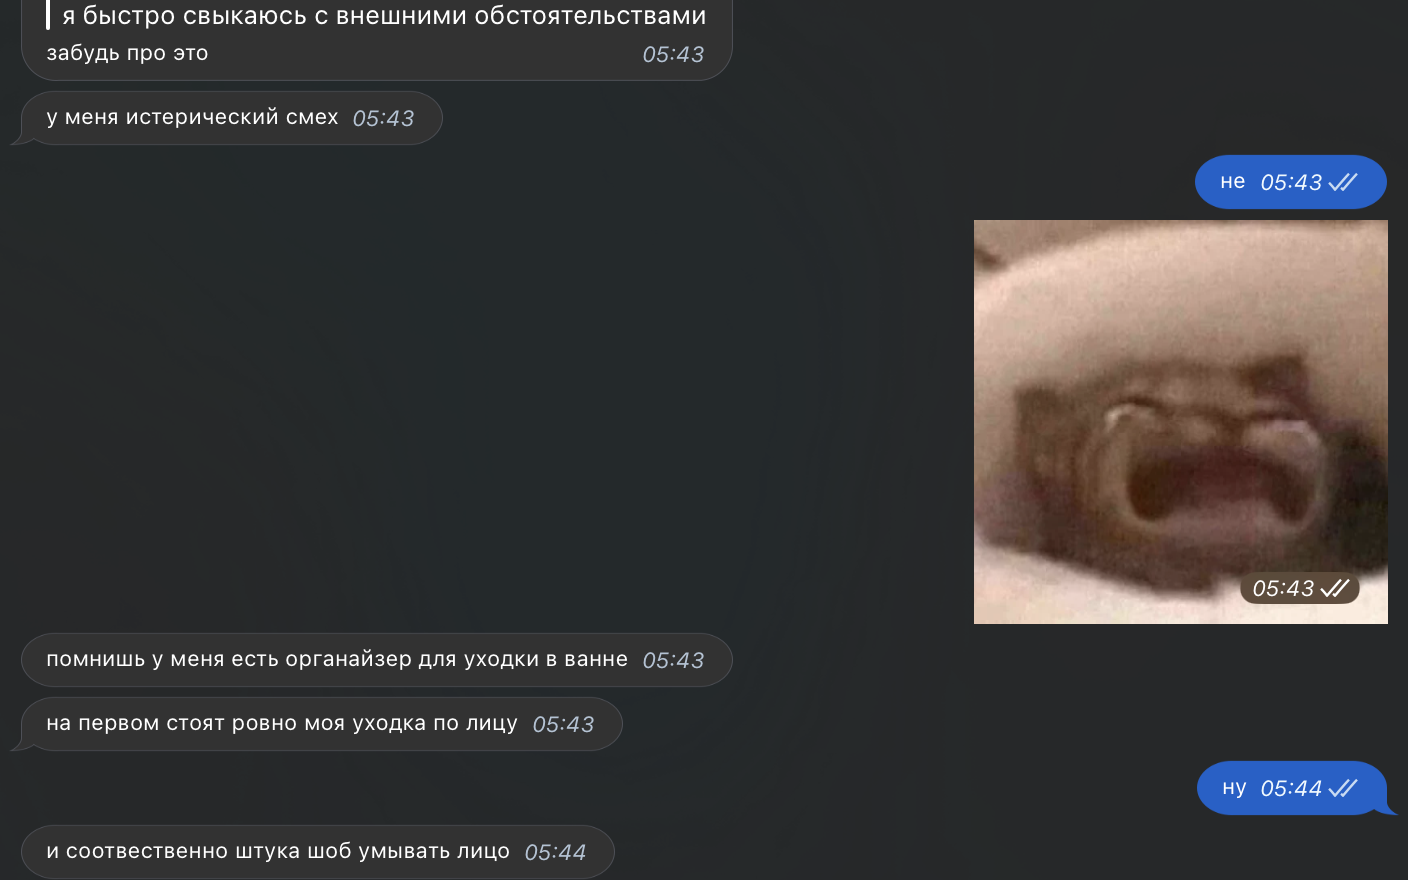 я быстро свыкаюсь с внешними обстоятельствами
забудь про это 05:43
у меня истерический смех 05:43
не 05:43
05:43
помнишь у меня есть органайзер для уходки в ванне 05:43
на первом стоят ровно моя уходка по лицу 05:43
ну 05:44
и соотвественно штука шоб умывать лицо 05:44